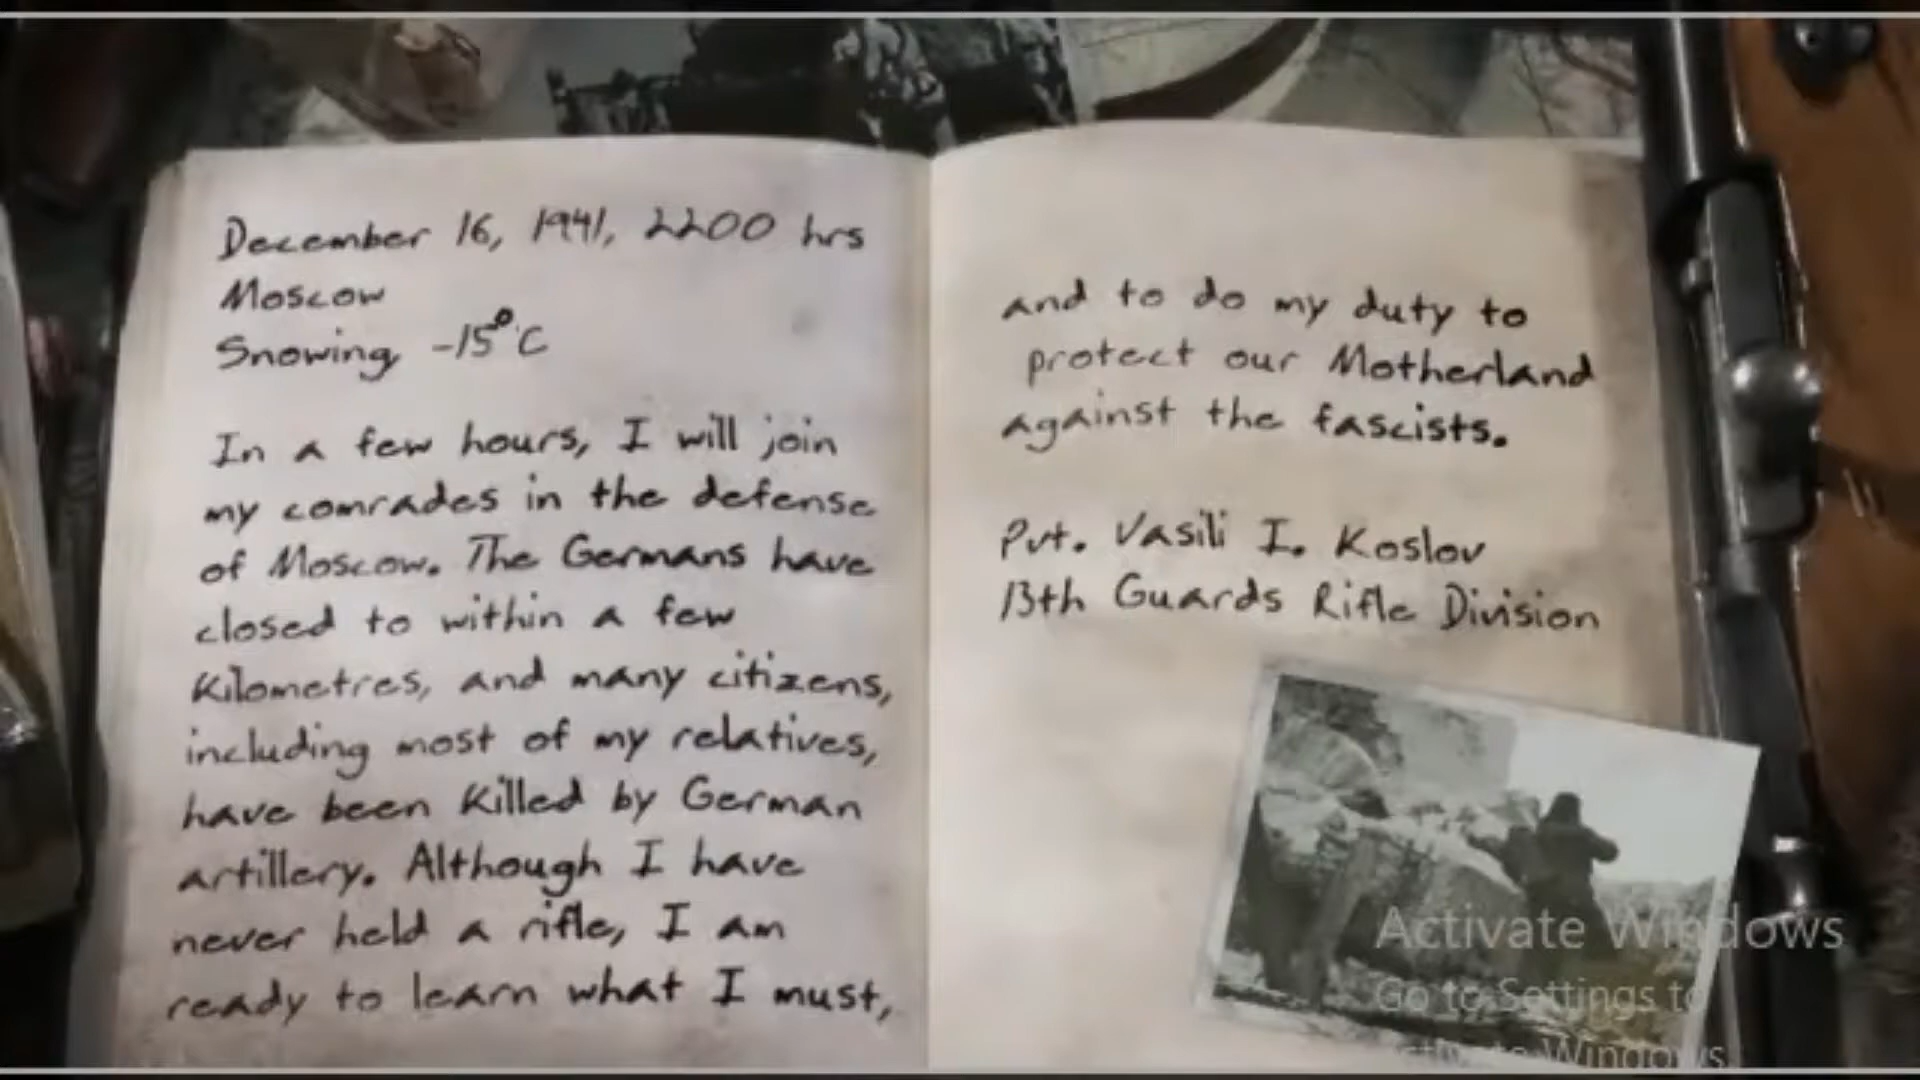 December 16, 1941, 2200 hrs
Moscow
Snowing, -15°C
In a few hours, I will join
my comrades in the defense
of Moscow. The Germans have
closed to within a few
kilometres, and many citizens,
including most of my relatives,
have been killed by German
artillery. Although I have
never held a rifle, I am
ready to learn what I must,
and to do my duty to
protect our Motherland
against the fascists.
Pvt. Vasili I. Koslov
13th Guards Rifle Division
Activate Windows
Go to Settings to
activate Windows.